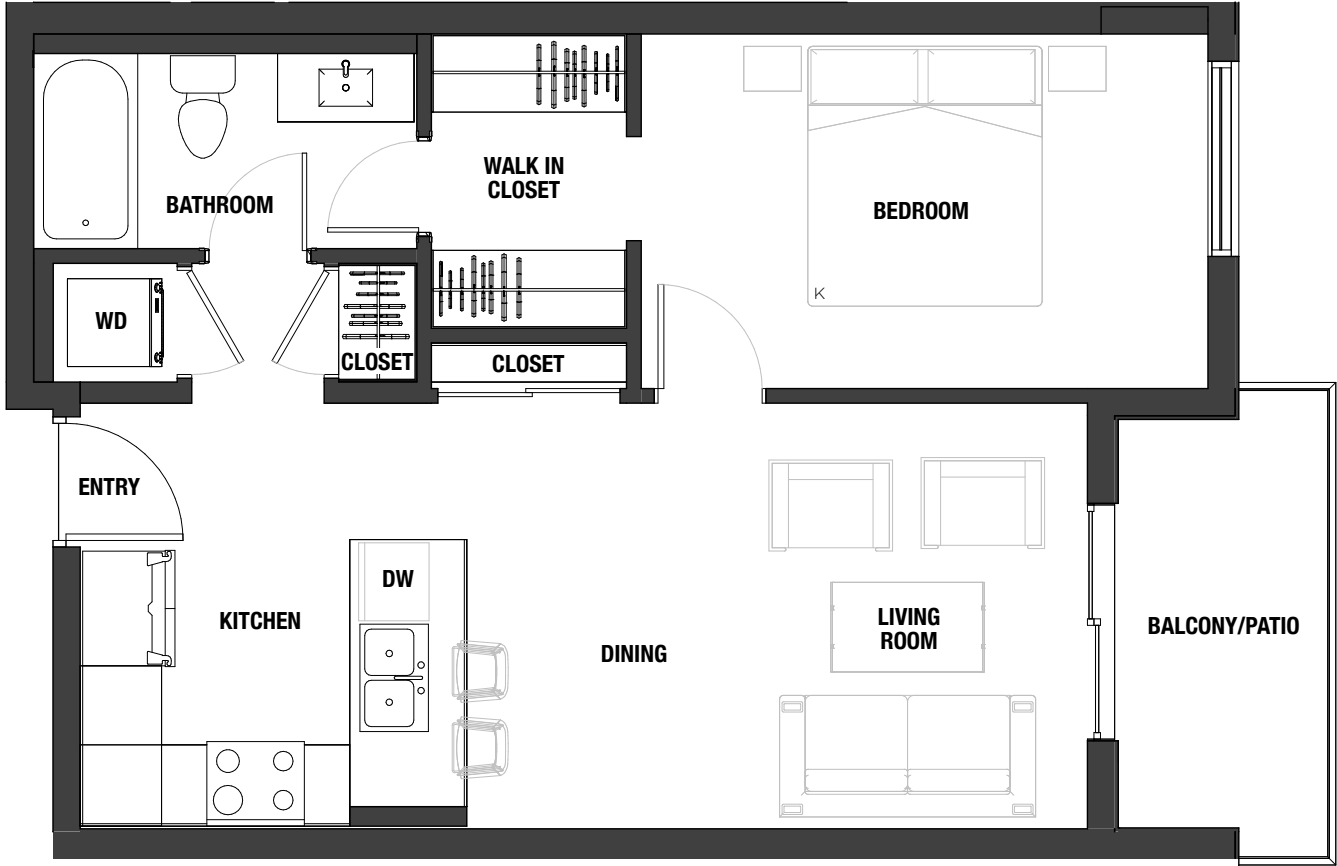 WALK IN
CLOSET
BATHROOM
BEDROOM
K
WD
CLOSET
CLOSET
ENTRY
DW
KITCHEN
LIVING
ROOM
DINING
BALCONY/PATIO